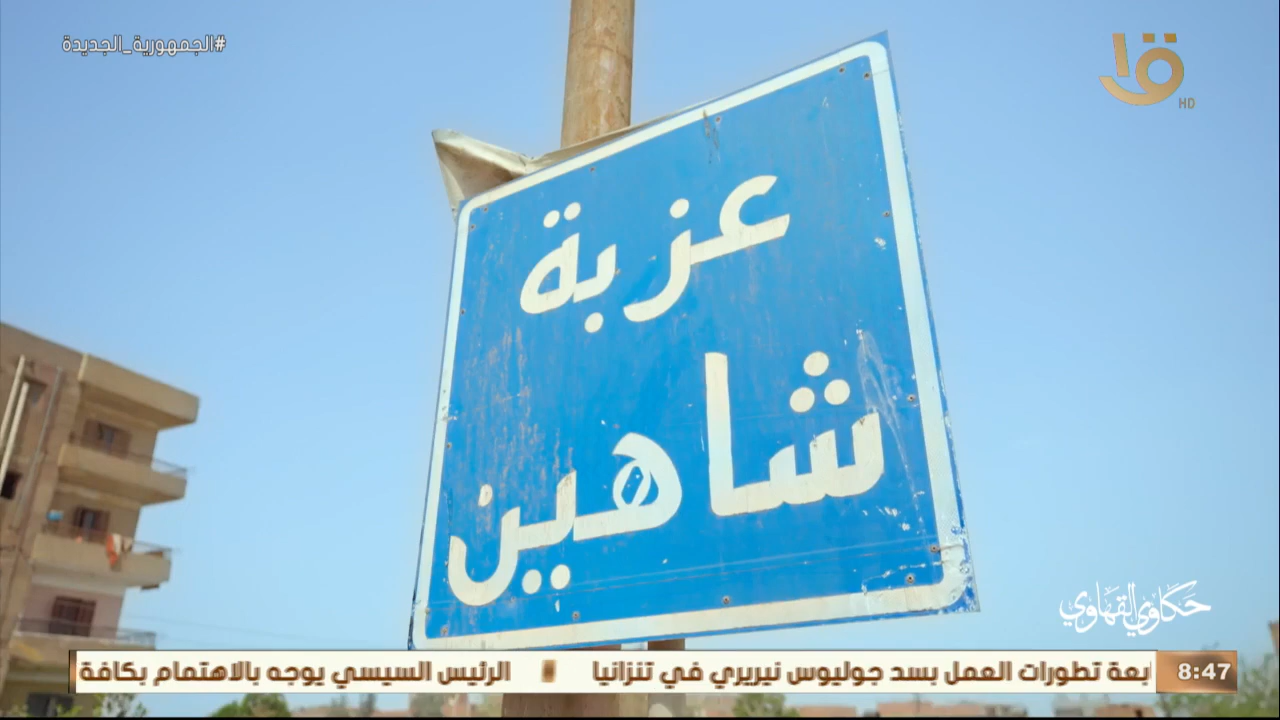 #الجمهورية_الجديدة
HD
عزبة
شاهين
حكاوي القهاوي
8:47
بعة تطورات العمل بسد جوليوس نيريري في تنزانيا
الرئيس السيسي يوجه بالاهتمام بكافة